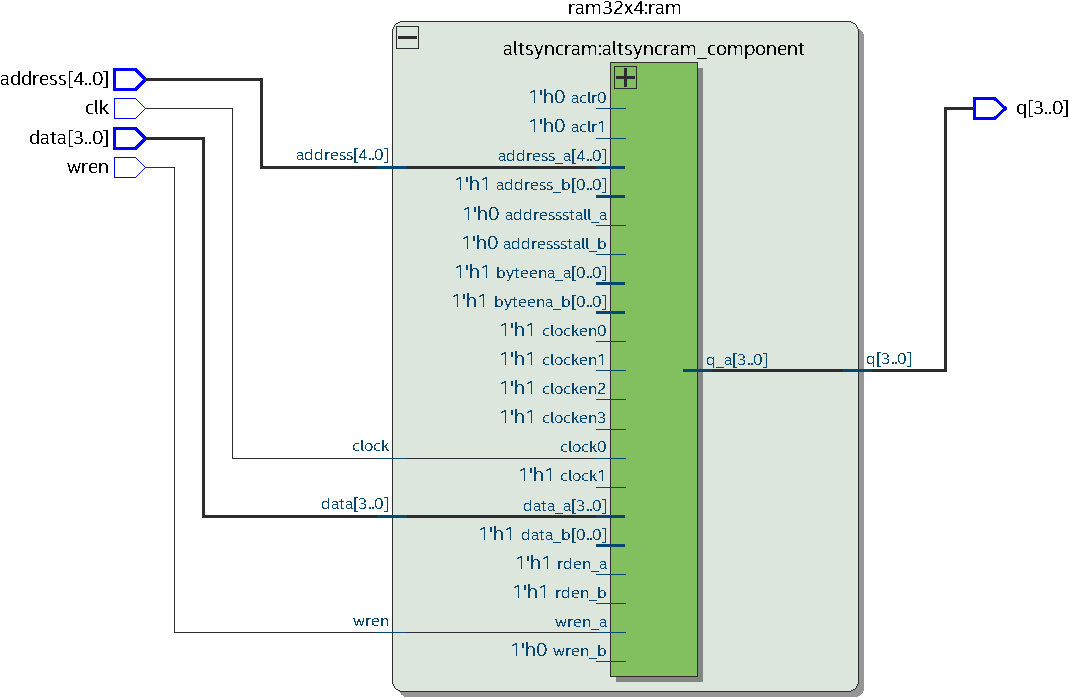 ram32x4:ram
altsyncram:altsyncram_component
address[4..0]
clk
data[3..0]
wren
1'h0 aclr0
1'h0 aclr1
address[4..0] address_a[4..0]
1'h1 address_b[0..0]
1'h0 addressstall_a
1'h0 addressstall_b
1'h1 byteena_a[0..0]
1'h1 byteena_b[0..0]
1'h1 clocken0
1'h1 clocken1
1'h1 clocken2
1'h1 clocken3
clock clock0
1'h1 clock1
data[3..0] data_a[3..0]
1'h1 data_b[0..0]
1'h1 rden_a
1'h1 rden_b
wren wren_a
1'h0 wren_b
q_a[3..0] q[3..0]
q[3..0]